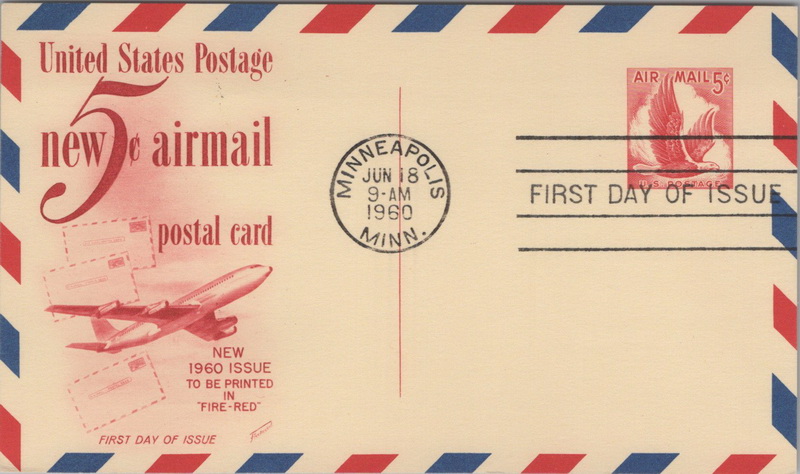 United States Postage
new 5¢ airmail
postal card
NEW
1960 ISSUE
TO BE PRINTED
IN
"FIRE-RED"
FIRST DAY OF ISSUE
MINNEAPOLIS
JUN 18
9-AM
1960
MINN.
AIR MAIL 5¢
U.S. POSTAGE
FIRST DAY OF ISSUE